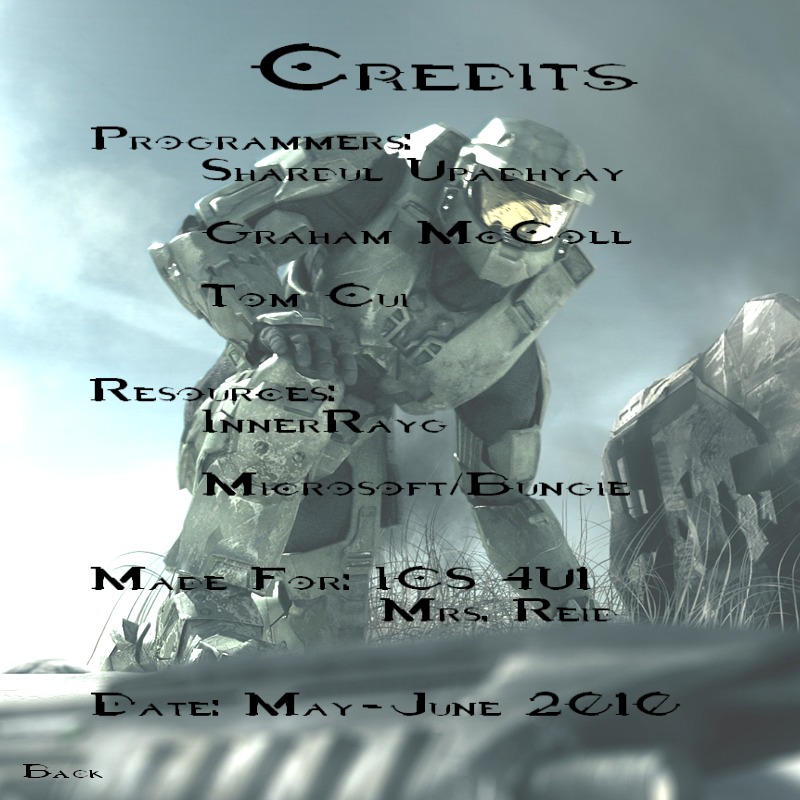 Credits
Programmers:
Shardul Upadhyay
Graham McColl
Tom Cui
Resources:
InnerRayg
Microsoft/Bungie
Made For: ICS 4U1
Mrs. Reid
Date: May-June 2010
Back